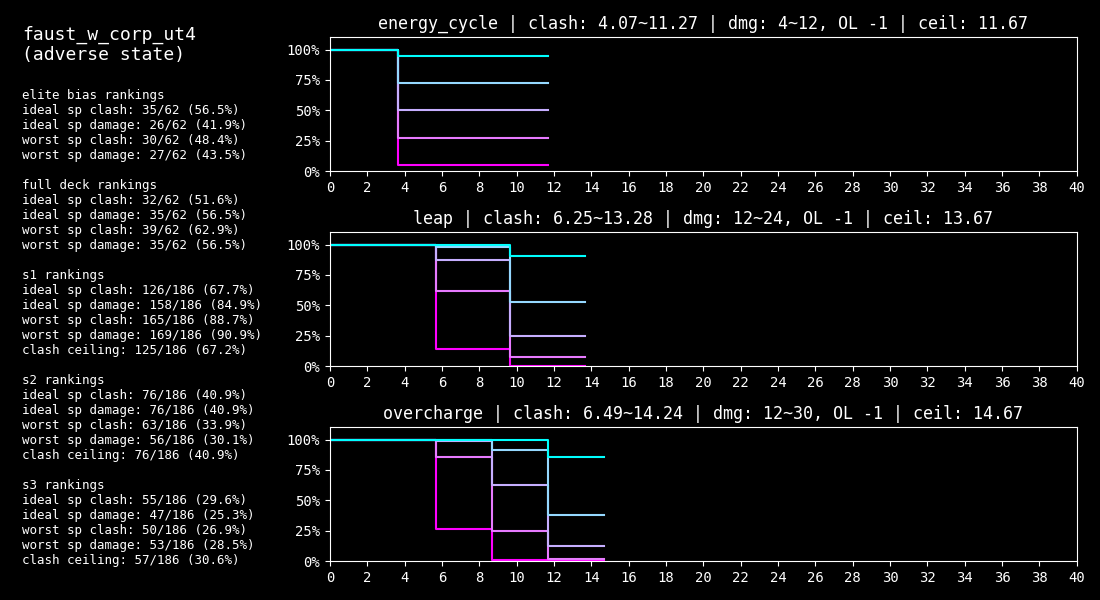 faust_w_corp_ut4
(adverse state)
elite bias rankings
ideal sp clash: 35/62 (56.5%)
ideal sp damage: 26/62 (41.9%)
worst sp clash: 30/62 (48.4%)
worst sp damage: 27/62 (43.5%)
full deck rankings
ideal sp clash: 32/62 (51.6%)
ideal sp damage: 35/62 (56.5%)
worst sp clash: 39/62 (62.9%)
worst sp damage: 35/62 (56.5%)
s1 rankings
ideal sp clash: 126/186 (67.7%)
ideal sp damage: 158/186 (84.9%)
worst sp clash: 165/186 (88.7%)
worst sp damage: 169/186 (90.9%)
clash ceiling: 125/186 (67.2%)
s2 rankings
ideal sp clash: 76/186 (40.9%)
ideal sp damage: 76/186 (40.9%)
worst sp clash: 63/186 (33.9%)
worst sp damage: 56/186 (30.1%)
clash ceiling: 76/186 (40.9%)
s3 rankings
ideal sp clash: 55/186 (29.6%)
ideal sp damage: 47/186 (25.3%)
worst sp clash: 50/186 (26.9%)
worst sp damage: 53/186 (28.5%)
clash ceiling: 57/186 (30.6%)
energy_cycle | clash: 4.07~11.27 | dmg: 4~12, OL -1 | ceil: 11.67
100%
75%
50%
25%
0%
0 2 4 6 8 10 12 14 16 18 20 22 24 26 28 30 32 34 36 38 40
leap | clash: 6.25~13.28 | dmg: 12~24, OL -1 | ceil: 13.67
100%
75%
50%
25%
0%
0 2 4 6 8 10 12 14 16 18 20 22 24 26 28 30 32 34 36 38 40
overcharge | clash: 6.49~14.24 | dmg: 12~30, OL -1 | ceil: 14.67
100%
75%
50%
25%
0%
0 2 4 6 8 10 12 14 16 18 20 22 24 26 28 30 32 34 36 38 40